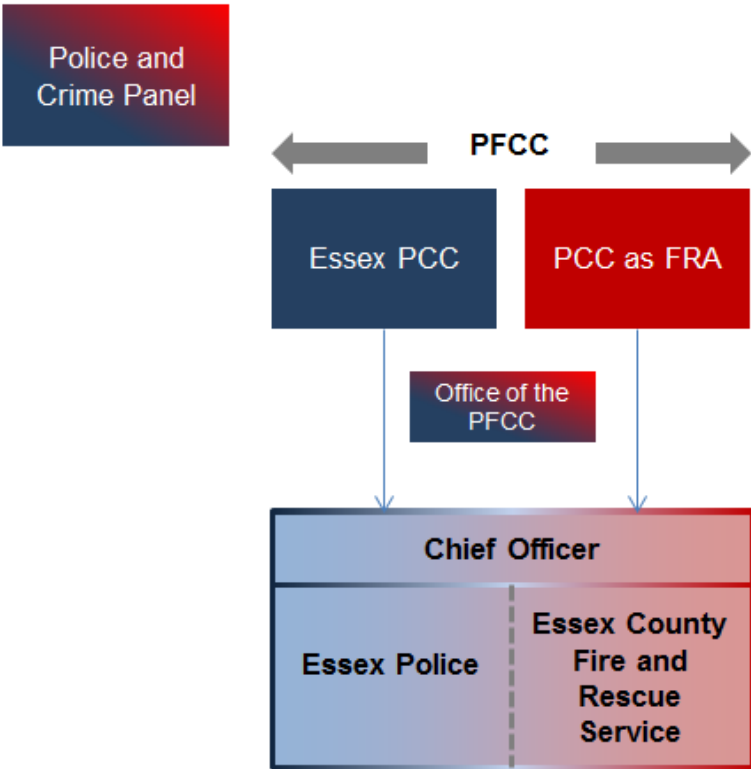 Police and
Crime Panel
PFCC
Essex PCC
PCC as FRA
Office of the
PFCC
Chief Officer
Essex Police
Essex County
Fire and
Rescue
Service